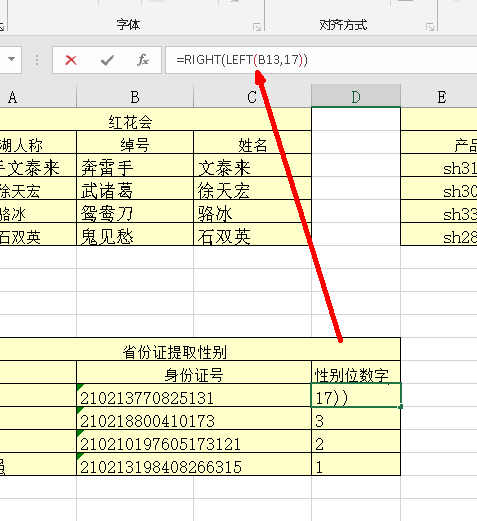 字体 对齐方式
=RIGHT(LEFT(B13,17))
A B C D E
红花会
湖人称 绰号 姓名 产品
手文泰来 奔雷手 文泰来 sh31
徐天宏 武诸葛 徐天宏 sh30
骆冰 鸳鸯刀 骆冰 sh33
石双英 鬼见愁 石双英 sh28
省份证提取性别
身份证号 性别位数字
210213770825131 17))
210218800410173 3
210210197605173121 2
210213198408266315 1